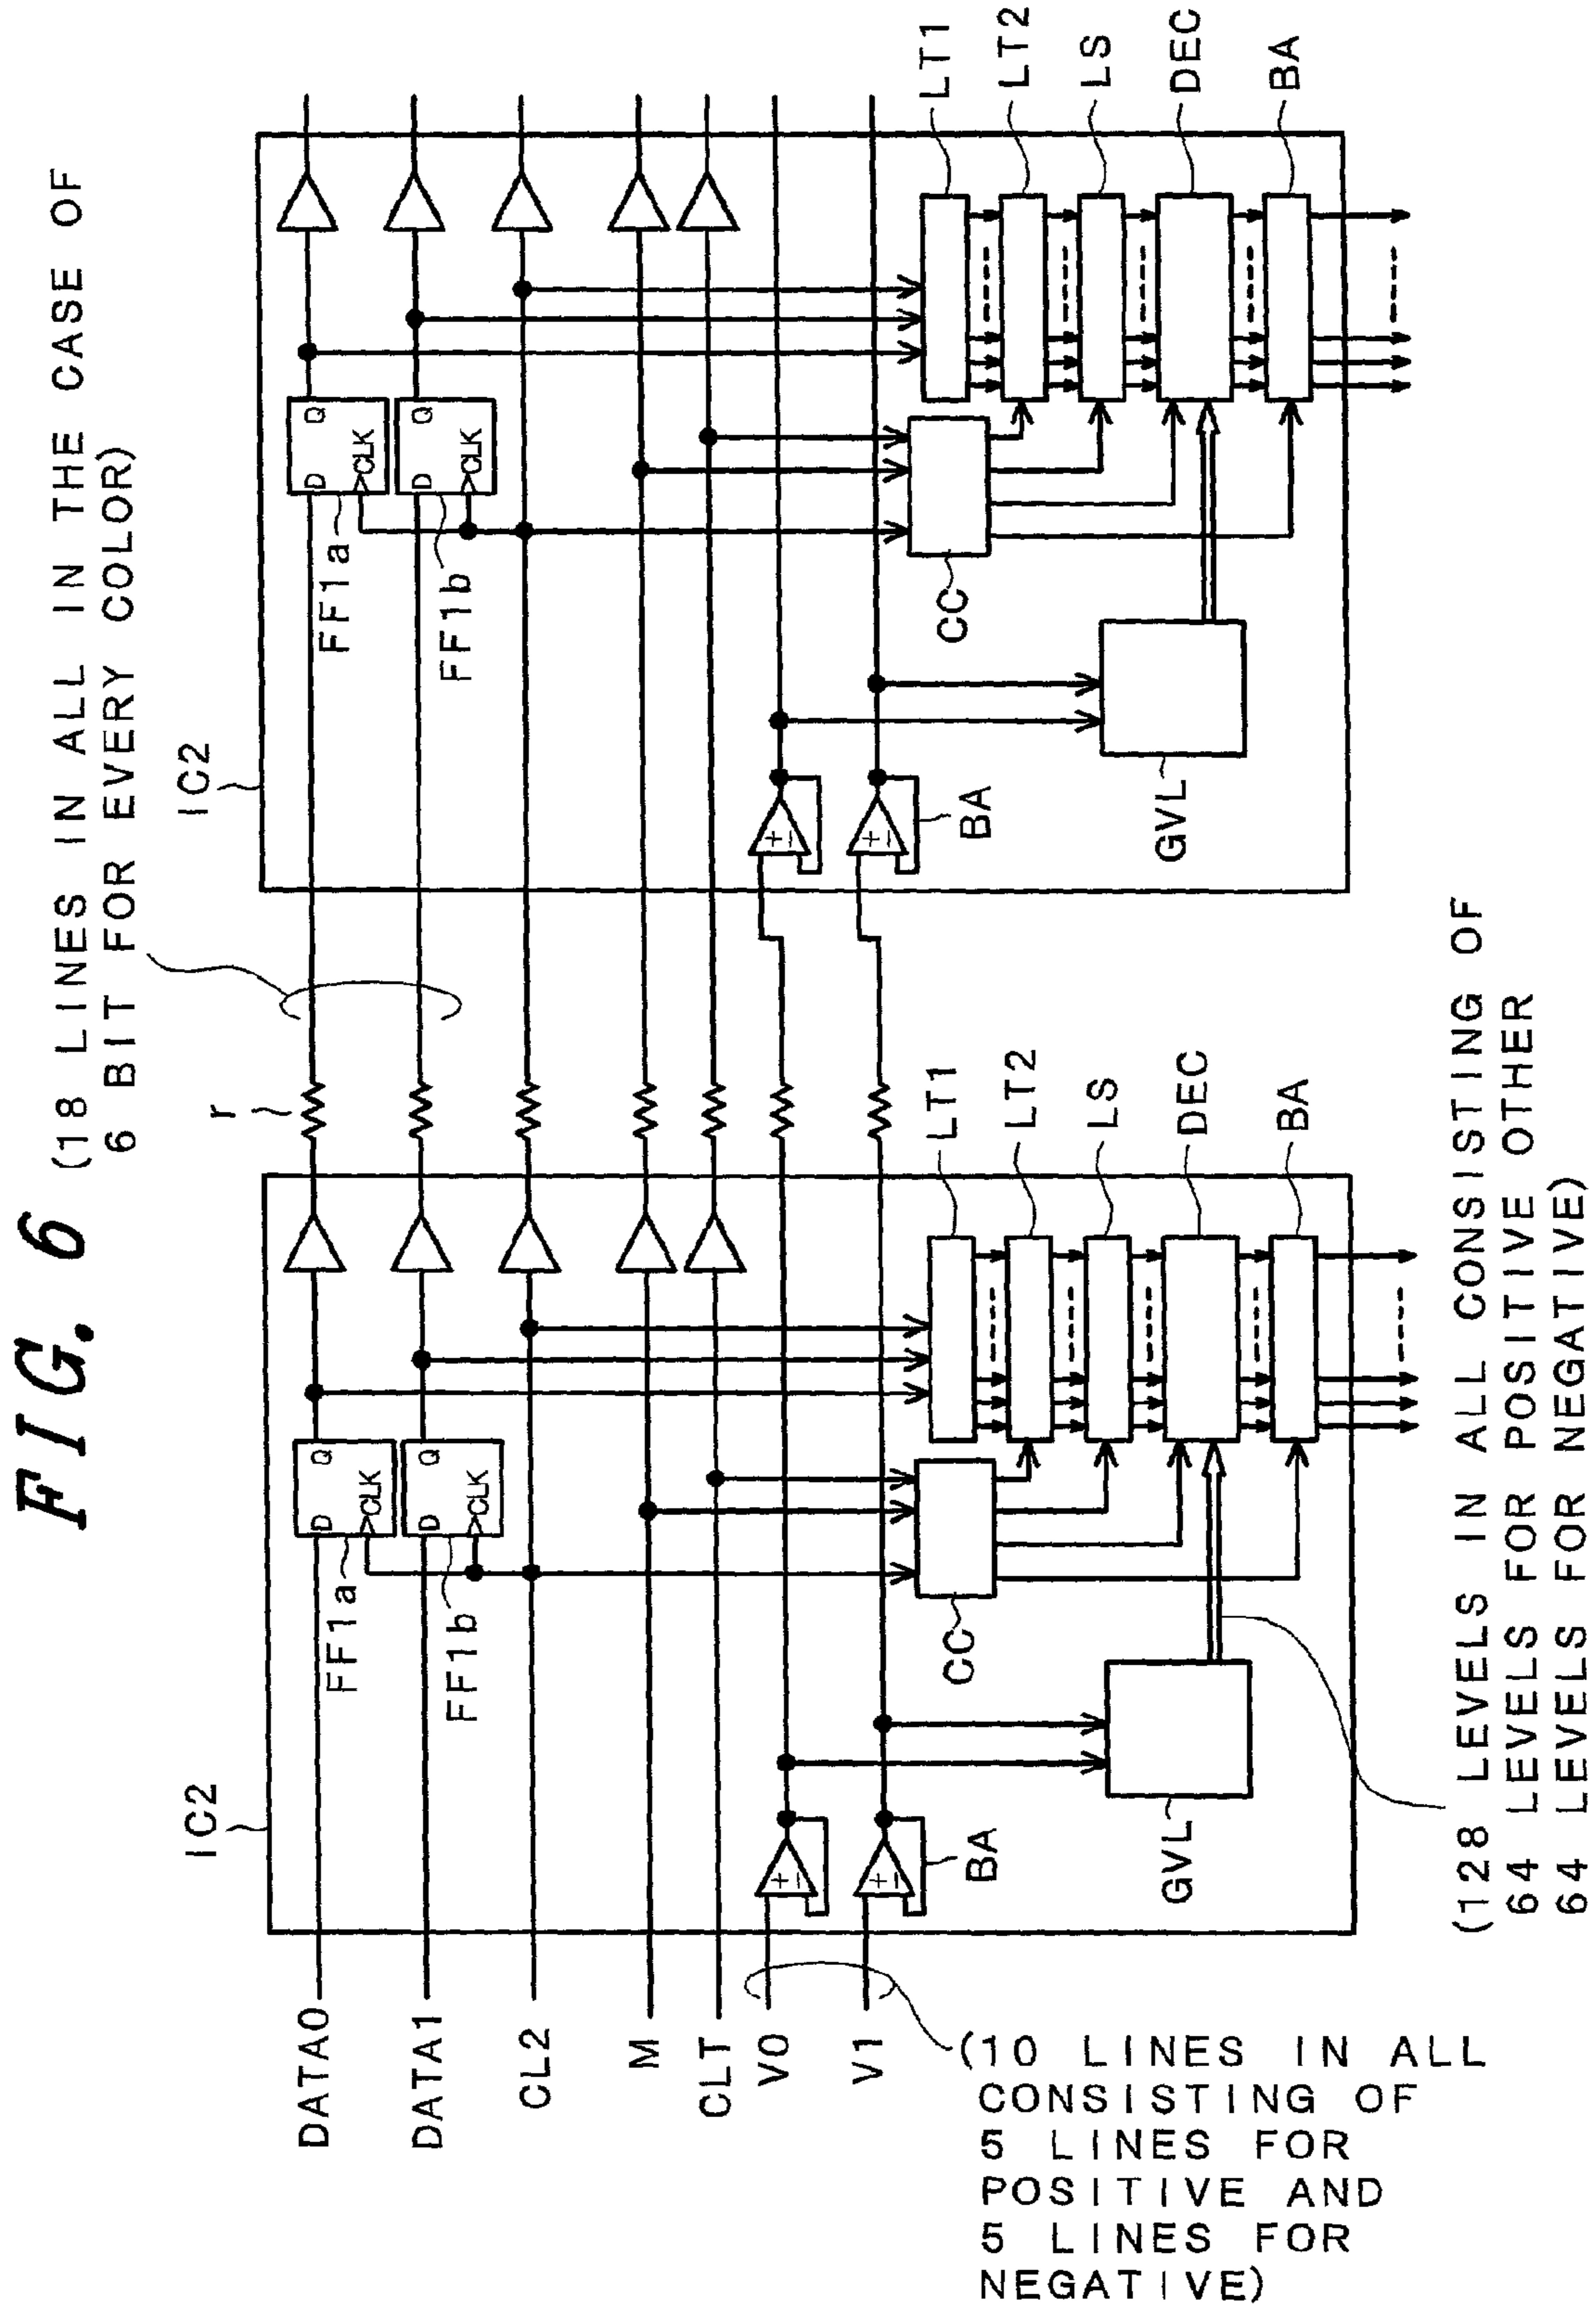 FIG. 6
(18 LINES IN ALL IN THE CASE OF
6 BIT FOR EVERY COLOR)
IC2
r
IC2
DATA0
D
Q
CLK
FF1a
D
Q
CLK
FF1a
DATA1
D
Q
CLK
FF1b
D
Q
CLK
FF1b
CL2
M
CLT
V0
+
−
+
−
V1
+
−
BA
+
−
BA
CC
LT1
CC
LT1
LT2
LT2
LS
LS
GVL
DEC
GVL
DEC
BA
BA
(10 LINES IN ALL
CONSISTING OF
5 LINES FOR
POSITIVE AND
5 LINES FOR
NEGATIVE)
(128 LEVELS IN ALL CONSISTING OF
64 LEVELS FOR POSITIVE OTHER
64 LEVELS FOR NEGATIVE)